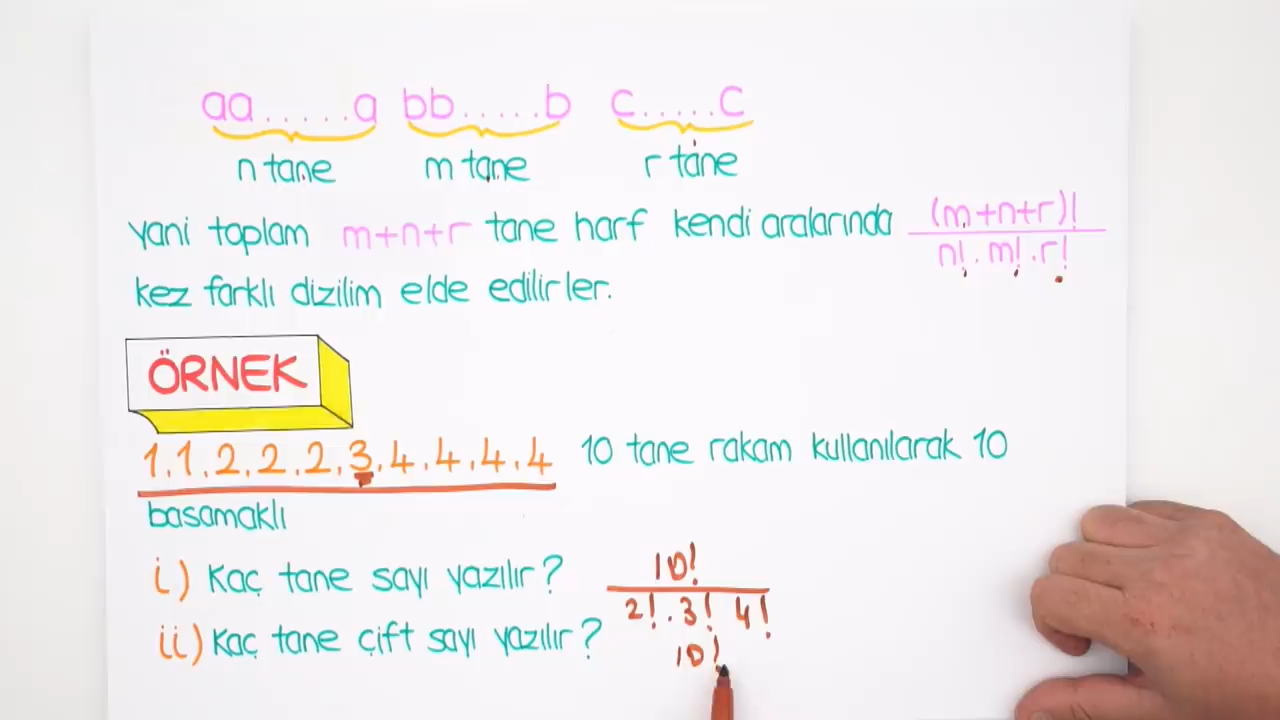 aa.....a bb.....b c.....c
n tane m tane r tane
yani toplam m+n+r tane harf kendi aralarında (m+n+r)! / n! . m! . r!
kez farklı dizilim elde edilirler.
ÖRNEK
1,1,2,2,2,3,4,4,4,4 10 tane rakam kullanılarak 10
basamaklı
i) Kaç tane sayı yazılır? 10! / 2! . 3! 4!
ii) Kaç tane çift sayı yazılır? 10!